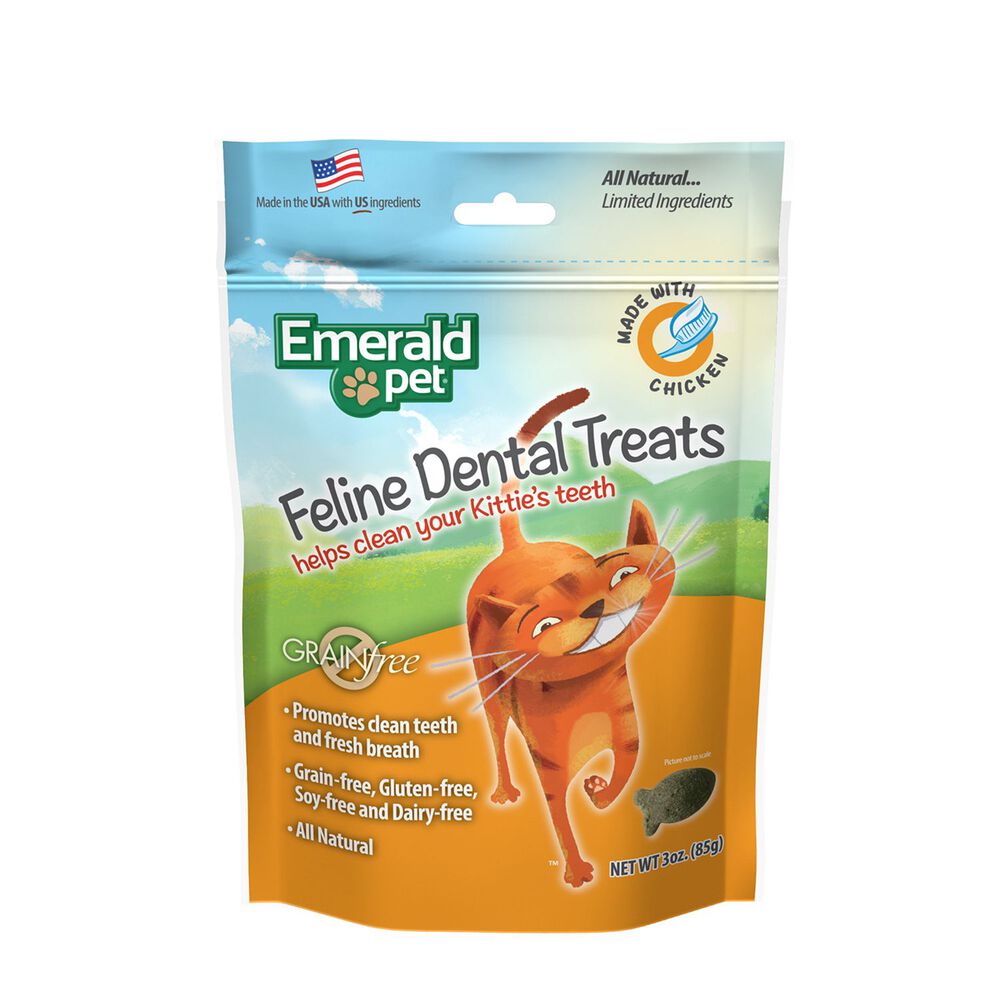 Made in the USA with US ingredients
All Natural...
Limited Ingredients
Emerald
pet®
MADE WITH
CHICKEN
Feline Dental Treats
helps clean your Kittie's teeth
GRAINfree
• Promotes clean teeth
and fresh breath
• Grain-free, Gluten-free,
Soy-free and Dairy-free
• All Natural
Picture not to scale
™
NET WT 3oz. (85g)